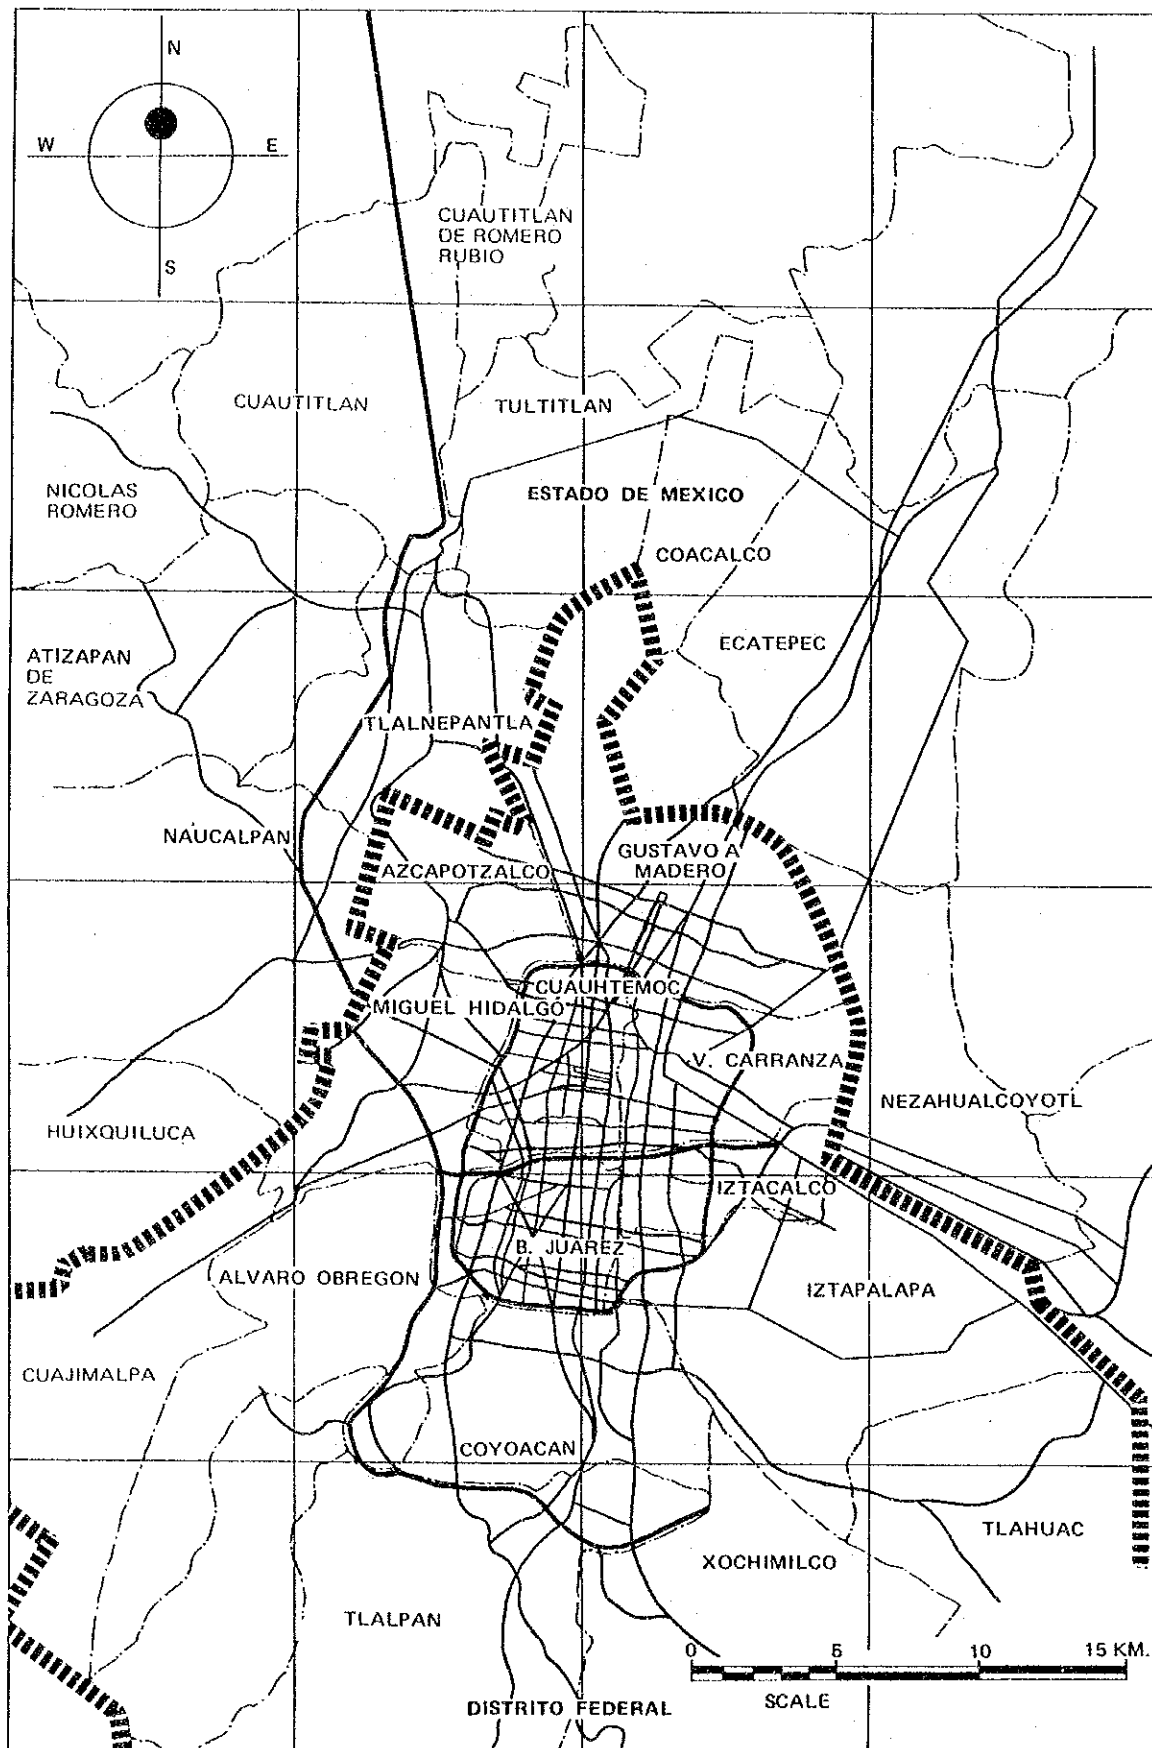 N
W
E
S
CUAUTITLAN
DE ROMERO
RUBIO
CUAUTITLAN
TULTITLAN
NICOLAS
ROMERO
ESTADO DE MEXICO
COACALCO
ECATEPEC
ATIZAPAN
DE
ZARAGOZA
TLALNEPANTLA
NAUCALPAN
GUSTAVO A
MADERO
AZCAPOTZALCO
CUAUHTEMOC
MIGUEL HIDALGO
V. CARRANZA
NEZAHUALCOYOTL
HUIXQUILUCA
IZTACALCO
B. JUAREZ
ALVARO OBREGON
IZTAPALAPA
CUAJIMALPA
COYOACAN
TLAHUAC
XOCHIMILCO
TLALPAN
0 5 10 15 KM.
SCALE
DISTRITO FEDERAL